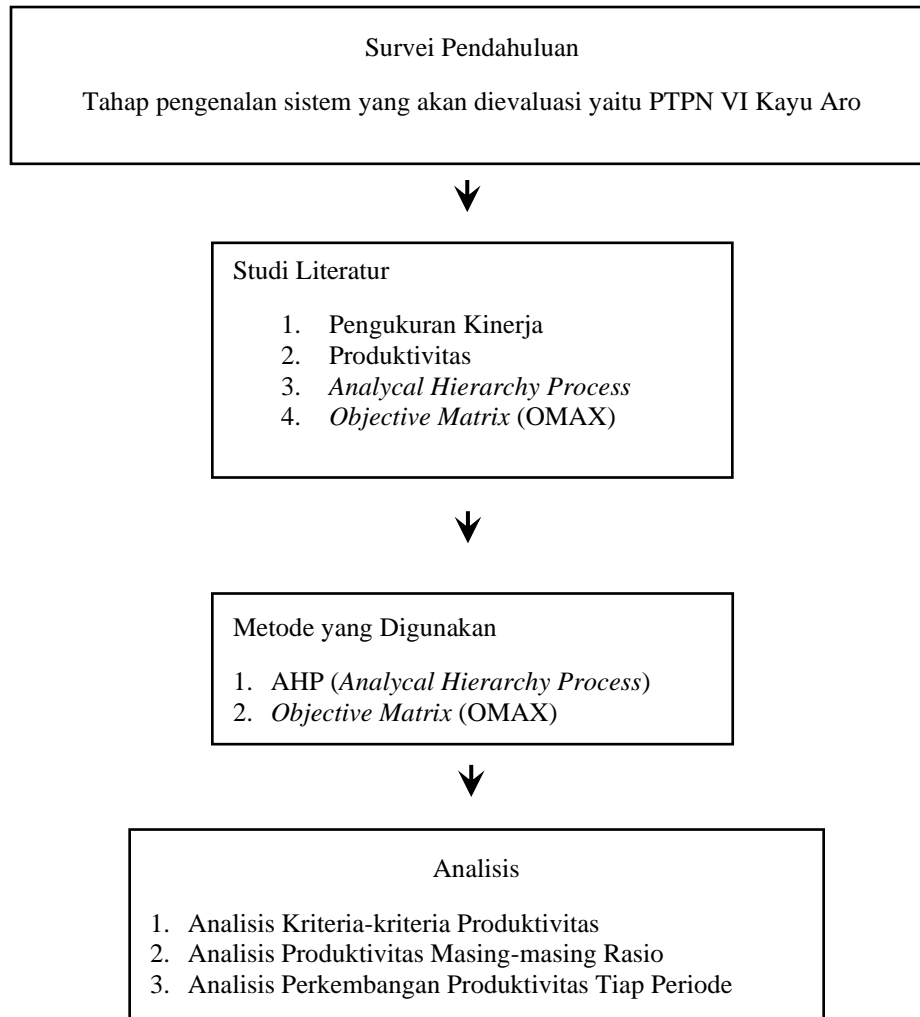 Survei Pendahuluan
Tahap pengenalan sistem yang akan dievaluasi yaitu PTPN VI Kayu Aro
Studi Literatur
1. Pengukuran Kinerja
2. Produktivitas
3. Analycal Hierarchy Process
4. Objective Matrix (OMAX)
Metode yang Digunakan
1. AHP (Analycal Hierarchy Process)
2. Objective Matrix (OMAX)
Analisis
1. Analisis Kriteria-kriteria Produktivitas
2. Analisis Produktivitas Masing-masing Rasio
3. Analisis Perkembangan Produktivitas Tiap Periode